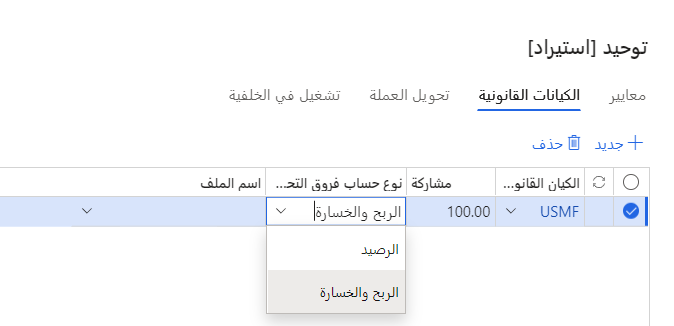 توحيد [استيراد]
معايير الكيانات القانونية تحويل العملة تشغيل في الخلفية
جديد حذف
الكيان القانو... مشاركة نوع حساب فروق التح... اسم الملف
USMF 100.00 الربح والخسارة
الرصيد
الربح والخسارة